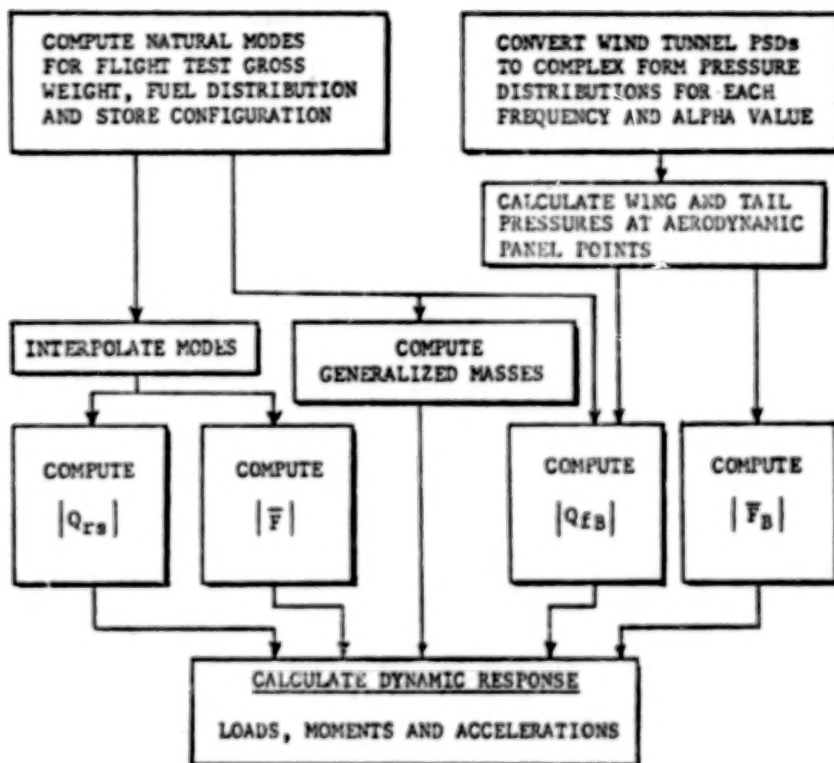 COMPUTE NATURAL MODES
FOR FLIGHT TEST GROSS
WEIGHT, FUEL DISTRIBUTION
AND STORE CONFIGURATION
CONVERT WIND TUNNEL PSDs
TO COMPLEX FORM PRESSURE
DISTRIBUTIONS FOR EACH
FREQUENCY AND ALPHA VALUE
CALCULATE WING AND TAIL
PRESSURES AT AERODYNAMIC
PANEL POINTS
INTERPOLATE MODES
COMPUTE
GENERALIZED MASSES
COMPUTE
|Qrs|
COMPUTE
|F̅|
COMPUTE
|QfB|
COMPUTE
|F̅B|
CALCULATE DYNAMIC RESPONSE
LOADS, MOMENTS AND ACCELERATIONS